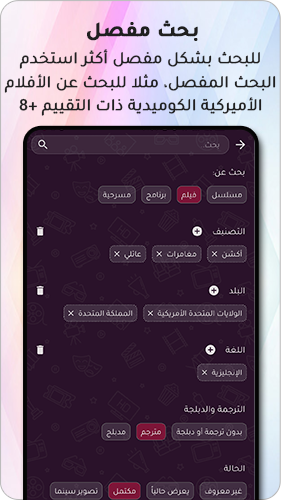 بحث مفصل
للبحث بشكل مفصل أكثر استخدم
البحث المفصل، مثلا للبحث عن الأفلام
الأميركية الكوميدية ذات التقييم +8
بحث..
بحث عن:
مسلسل فيلم برنامج مسرحية
التصنيف
أكشن مغامرات عائلي
البلد
الولايات المتحدة الأمريكية المملكة المتحدة
اللغة
الإنجليزية
الترجمة والدبلجة
بدون ترجمة أو دبلجة مترجم مدبلج
الحالة
غير معروف يعرض حالياً مكتمل تصوير سينما